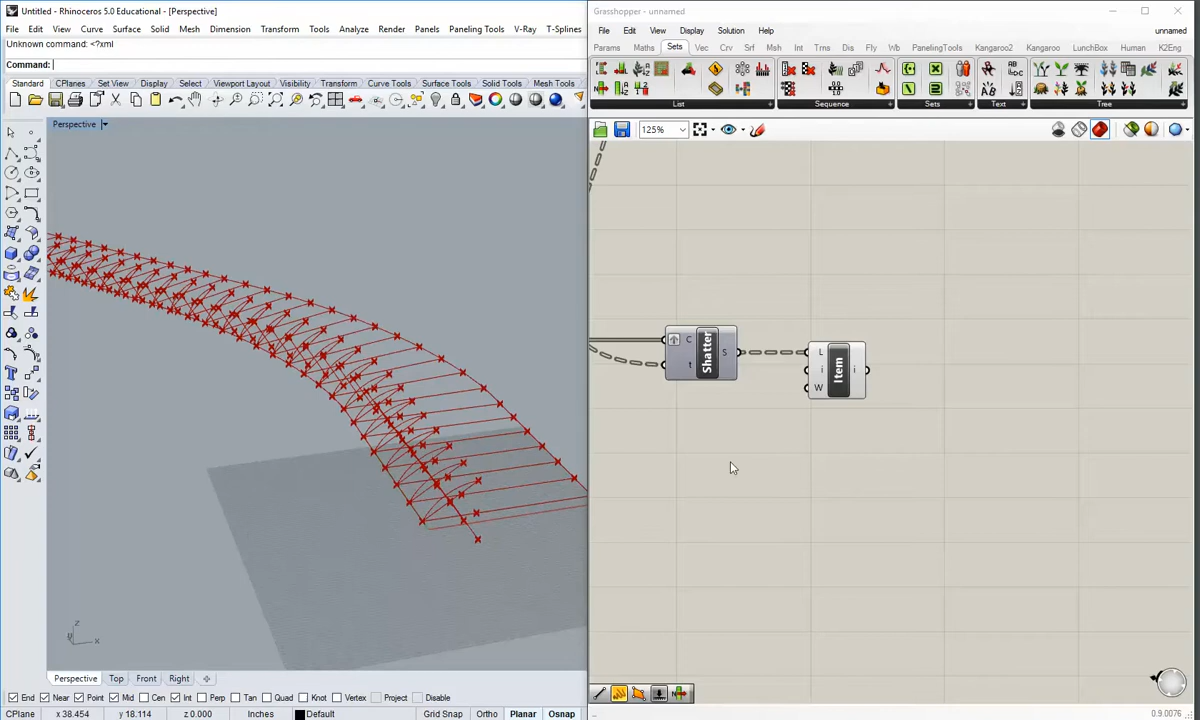 Untitled - Rhinoceros 5.0 Educational - [Perspective]
File Edit View Curve Surface Solid Mesh Dimension Transform Tools Analyze Render Panels V-Ray T-Splines
Unknown command: <?xml
Command:
Standard CPlanes Set View Display Select Viewport Layout Visibility Transform Curve Tools Surface Tools Solid Tools Mesh Tools
Perspective
z
y x
Perspective Top Front Right
End Near Point Mid Cen Int Perp Tan Quad Knot Vertex Project Disable
CPlane x 38.454 y 18.114 z 0.000 Inches Default Grid Snap Ortho Planar Osnap
Grasshopper - unnamed
File Edit View Display Solution Help unnamed
Params Maths Sets Vec Crv Srf Msh Int Trns Dis Fly Wb PanelingTools Kangaroo2 Kangaroo LunchBox Human K2Eng
List Sequence Sets Text Tree
125%
C t Shatter S
L i W Item i
0.9.0076